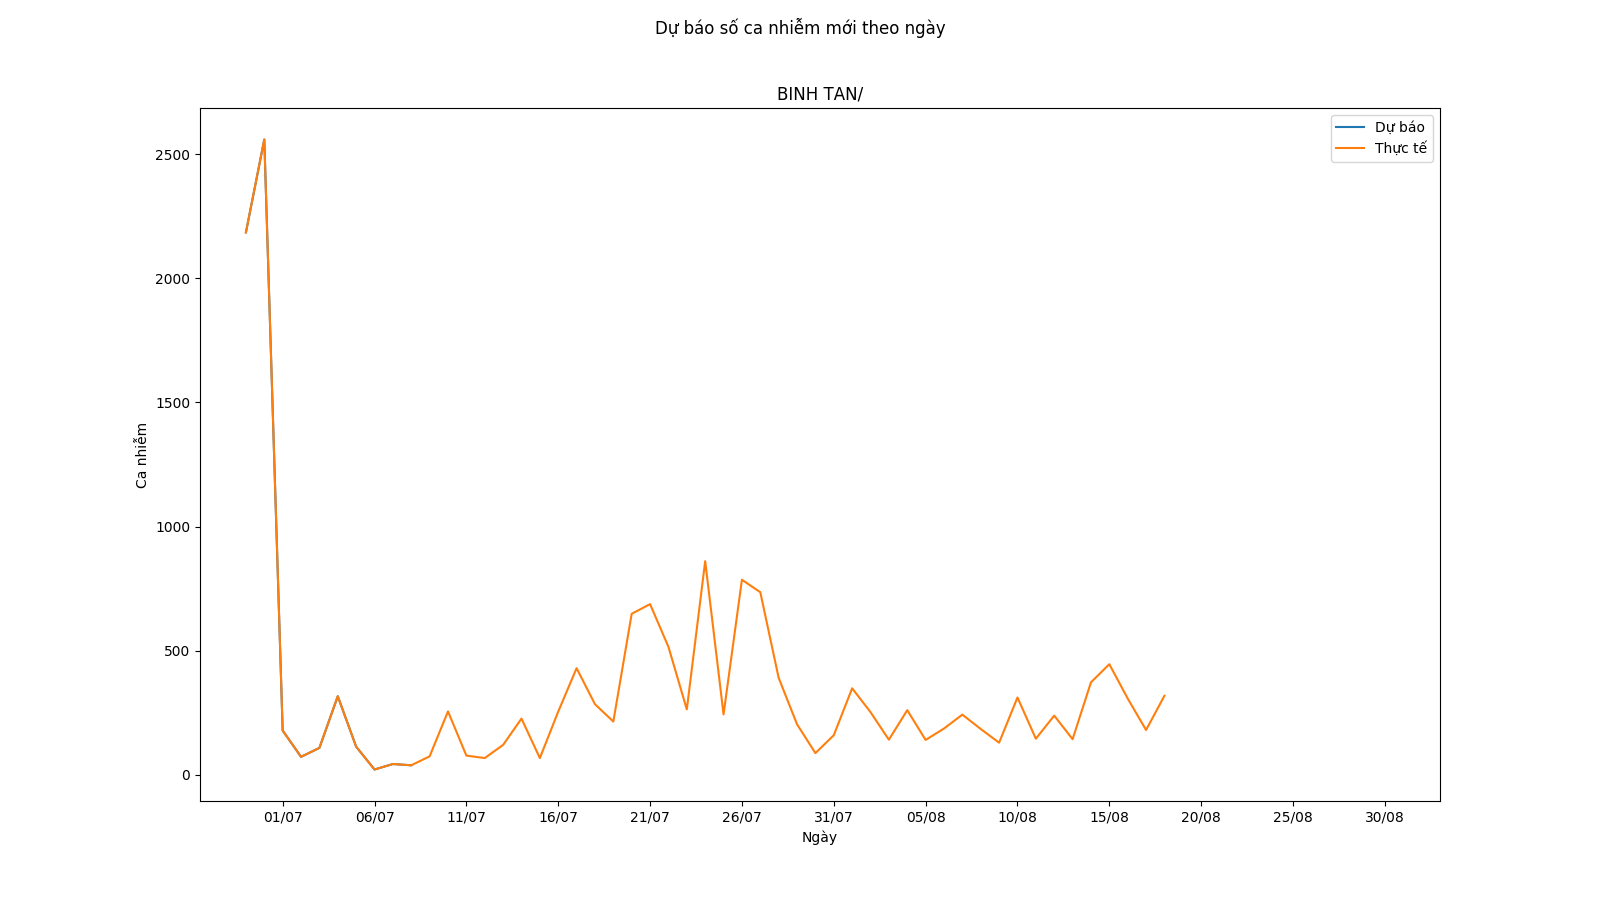 Dự báo số ca nhiễm mới theo ngày
BINH TAN/
Dự báo
Thực tế
2500
2000
1500
1000
500
0
Ca nhiễm
01/07 06/07 11/07 16/07 21/07 26/07 31/07 05/08 10/08 15/08 20/08 25/08 30/08
Ngày